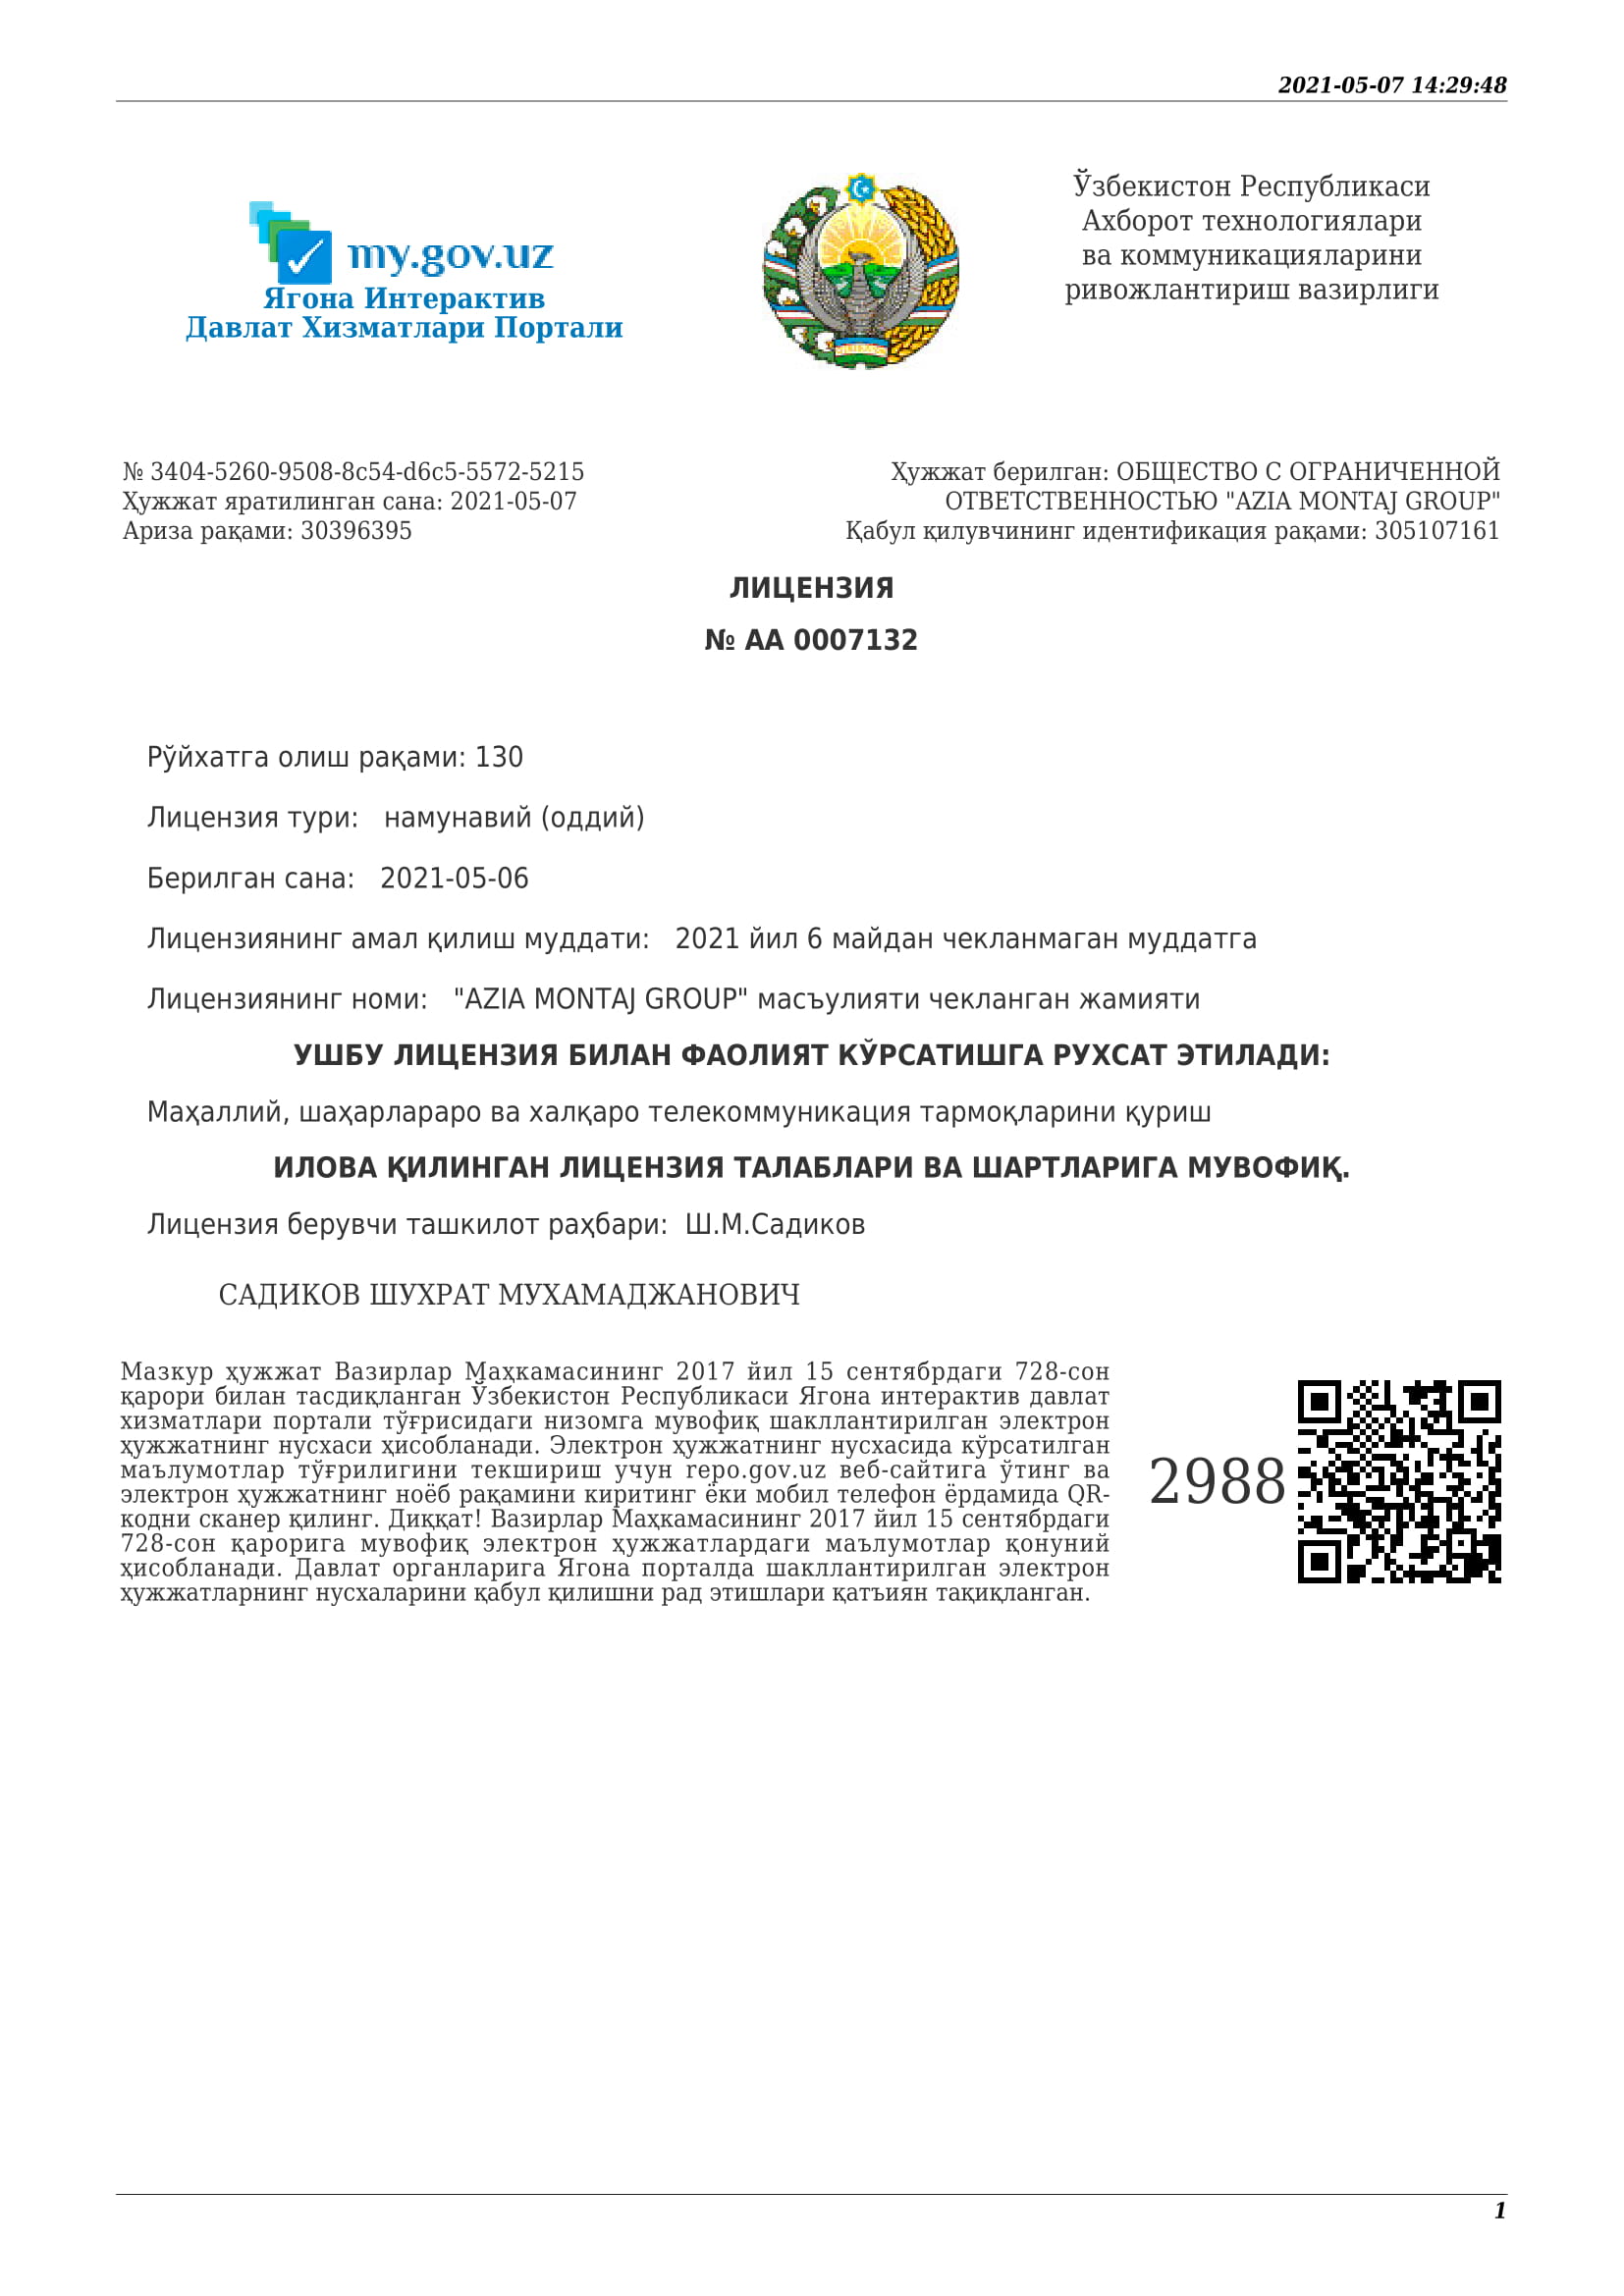 2021-05-07 14:29:48
my.gov.uz
Ягона Интерактив
Давлат Хизматлари Портали
Ўзбекистон Республикаси
Ахборот технологиялари
ва коммуникацияларини
ривожлантириш вазирлиги
№ 3404-5260-9508-8c54-d6c5-5572-5215
Ҳужжат яратилинган сана: 2021-05-07
Ариза рақами: 30396395
Ҳужжат берилган: ОБЩЕСТВО С ОГРАНИЧЕННОЙ
ОТВЕТСТВЕННОСТЬЮ "AZIA MONTAJ GROUP"
Қабул қилувчининг идентификация рақами: 305107161
ЛИЦЕНЗИЯ
№ AA 0007132
Рўйхатга олиш рақами: 130
Лицензия тури: намунавий (оддий)
Берилган сана: 2021-05-06
Лицензиянинг амал қилиш муддати: 2021 йил 6 майдан чекланмаган муддатга
Лицензиянинг номи: "AZIA MONTAJ GROUP" масъулияти чекланган жамияти
УШБУ ЛИЦЕНЗИЯ БИЛАН ФАОЛИЯТ КЎРСАТИШГА РУХСАТ ЭТИЛАДИ:
Маҳаллий, шаҳарлараро ва халқаро телекоммуникация тармоқларини қуриш
ИЛОВА ҚИЛИНГАН ЛИЦЕНЗИЯ ТАЛАБЛАРИ ВА ШАРТЛАРИГА МУВОФИҚ.
Лицензия берувчи ташкилот раҳбари: Ш.М.Садиков
САДИКОВ ШУХРАТ МУХАМАДЖАНОВИЧ
Мазкур ҳужжат Вазирлар Маҳкамасининг 2017 йил 15 сентябрдаги 728-сон
қарори билан тасдиқланган Ўзбекистон Республикаси Ягона интерактив давлат
хизматлари портали тўғрисидаги низомга мувофиқ шакллантирилган электрон
ҳужжатнинг нусхаси ҳисобланади. Электрон ҳужжатнинг нусхасида кўрсатилган
маълумотлар тўғрилигини текшириш учун repo.gov.uz веб-сайтига ўтинг ва
электрон ҳужжатнинг ноёб рақамини киритинг ёки мобил телефон ёрдамида QR-
кодни сканер қилинг. Диққат! Вазирлар Маҳкамасининг 2017 йил 15 сентябрдаги
728-сон қарорига мувофиқ электрон ҳужжатлардаги маълумотлар қонуний
ҳисобланади. Давлат органларига Ягона порталда шакллантирилган электрон
ҳужжатларнинг нусхаларини қабул қилишни рад этишлари қатъиян тақиқланган.
2988
1